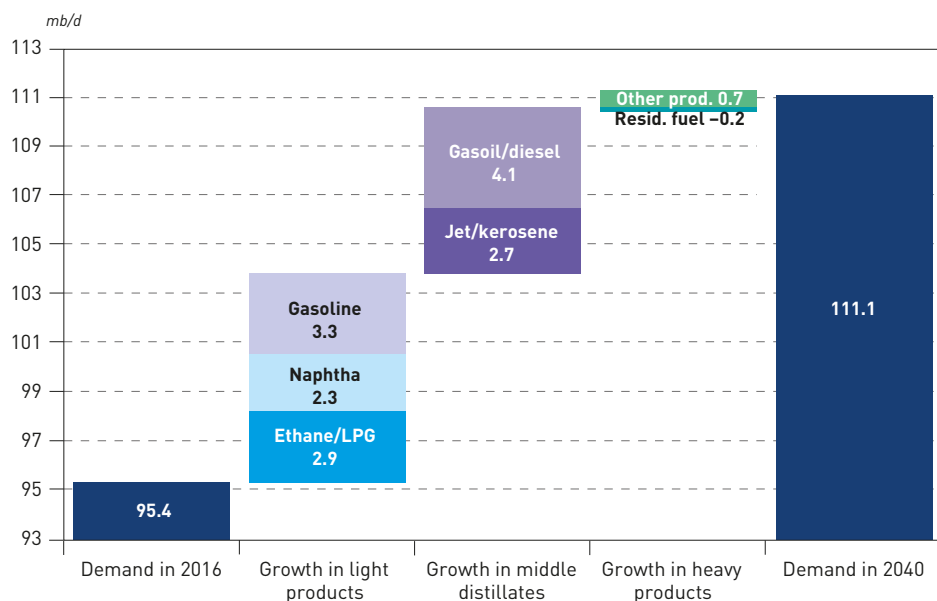 mb/d
113
111
109
107
105
103
101
99
97
95
93
95.4
Gasoline
3.3
Naphtha
2.3
Ethane/LPG
2.9
Gasoil/diesel
4.1
Jet/kerosene
2.7
Other prod. 0.7
Resid. fuel –0.2
111.1
Demand in 2016
Growth in light
products
Growth in middle
distillates
Growth in heavy
products
Demand in 2040